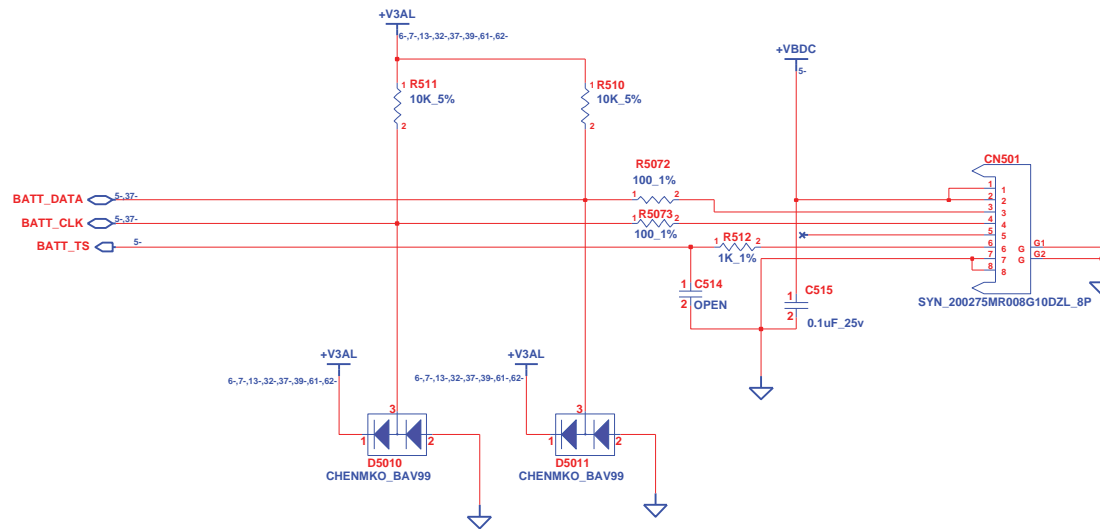 +V3AL
6-,7-,13-,32-,37-,39-,61-,62-
+VBDC
5-
1 R511
10K_5%
2
1 R510
10K_5%
2
CN501
R5072
100_1%
BATT_DATA 5-,37-
1 2
1 1
2 2
3 3
BATT_CLK 5-,37-
R5073
1 2
100_1%
4 4
5 5
BATT_TS 5-
1 R512 2
1K_1%
6 6
7 7
8 8
G G1
G G2
1 C514
2 OPEN
1 C515
2 0.1uF_25v
SYN_200275MR008G10DZL_8P
+V3AL
6-,7-,13-,32-,37-,39-,61-,62-
+V3AL
6-,7-,13-,32-,37-,39-,61-,62-
3
1 2
D5010
CHENMKO_BAV99
3
1 2
D5011
CHENMKO_BAV99